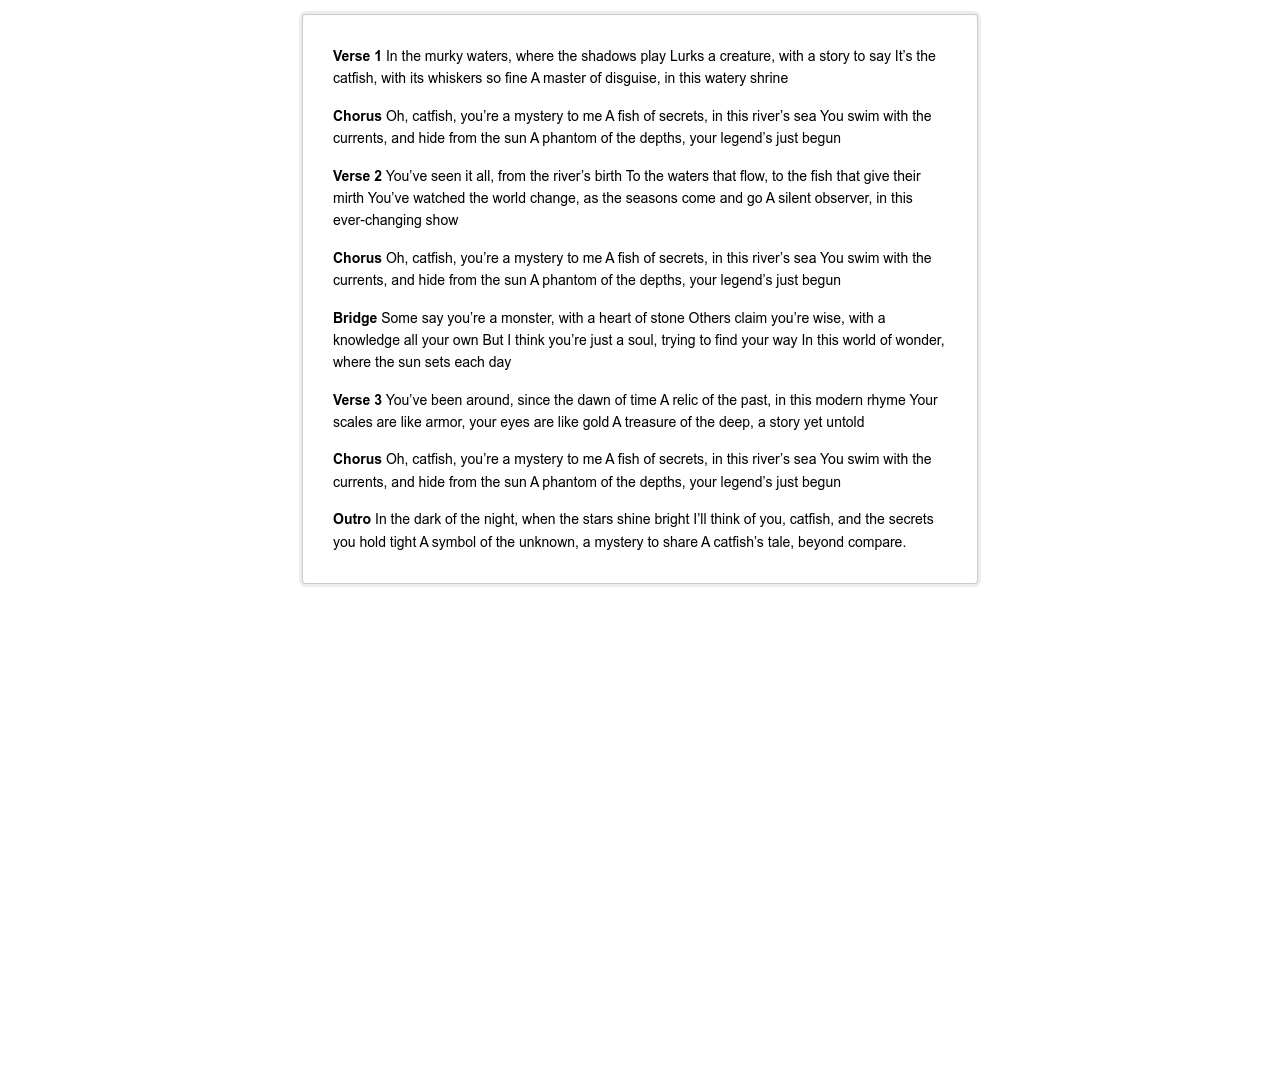 Verse 1 In the murky waters, where the shadows play Lurks a creature, with a story to say It’s the
catfish, with its whiskers so fine A master of disguise, in this watery shrine
Chorus Oh, catfish, you’re a mystery to me A fish of secrets, in this river’s sea You swim with the
currents, and hide from the sun A phantom of the depths, your legend’s just begun
Verse 2 You’ve seen it all, from the river’s birth To the waters that flow, to the fish that give their
mirth You’ve watched the world change, as the seasons come and go A silent observer, in this
ever-changing show
Chorus Oh, catfish, you’re a mystery to me A fish of secrets, in this river’s sea You swim with the
currents, and hide from the sun A phantom of the depths, your legend’s just begun
Bridge Some say you’re a monster, with a heart of stone Others claim you’re wise, with a
knowledge all your own But I think you’re just a soul, trying to find your way In this world of wonder,
where the sun sets each day
Verse 3 You’ve been around, since the dawn of time A relic of the past, in this modern rhyme Your
scales are like armor, your eyes are like gold A treasure of the deep, a story yet untold
Chorus Oh, catfish, you’re a mystery to me A fish of secrets, in this river’s sea You swim with the
currents, and hide from the sun A phantom of the depths, your legend’s just begun
Outro In the dark of the night, when the stars shine bright I’ll think of you, catfish, and the secrets
you hold tight A symbol of the unknown, a mystery to share A catfish’s tale, beyond compare.